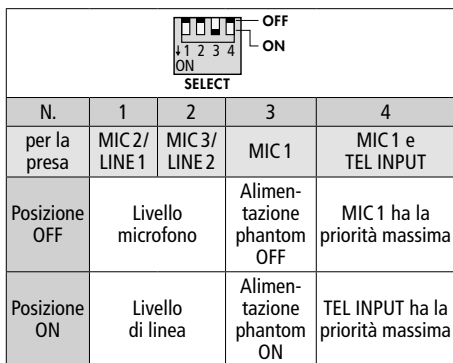 OFF
ON
↓1 2 3 4
ON
SELECT
N. 1 2 3 4
per la presa MIC 2/ LINE 1 MIC 3/ LINE 2 MIC 1 MIC 1 e TEL INPUT
Posizione OFF Livello microfono Alimen-tazione phantom OFF MIC 1 ha la priorità massima
Posizione ON Livello di linea Alimen-tazione phantom ON TEL INPUT ha la priorità massima